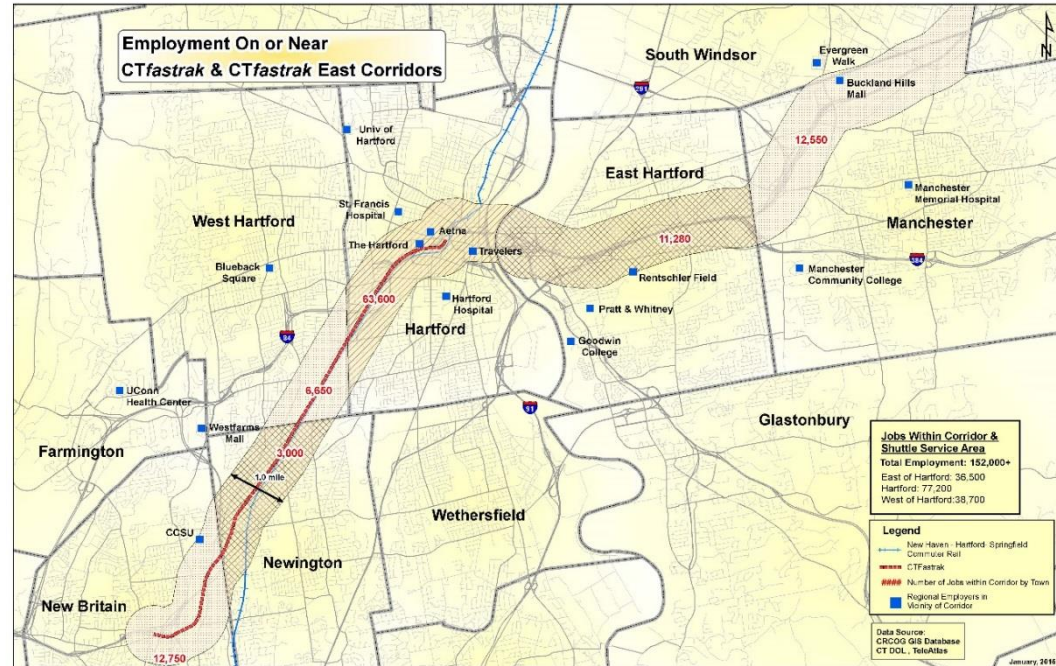 Employment On or Near
CTfastrak & CTfastrak East Corridors
South Windsor
Evergreen
Walk
Buckland Hills
Mall
291
12,550
Univ of
Hartford
East Hartford
St. Francis
Hospital
West Hartford
Manchester
Memorial Hospital
Manchester
Aetna
The Hartford
Travelers
11,280
384
Blueback
Square
Rentschler Field
Manchester
Community College
63,600
Hartford
Hospital
Pratt & Whitney
Hartford
84
Goodwin
College
6,650
UConn
Health Center
91
Glastonbury
Westfarms
Mall
Farmington
3,000
1.0 mile
Jobs Within Corridor &
Shuttle Service Area
Total Employment: 152,000+
East of Hartford: 36,500
Hartford: 77,200
West of Hartford:38,700
Wethersfield
CCSU
Newington
New Britain
12,750
Legend
New Haven - Hartford- Springfield
Commuter Rail
CTFastrak
####
Number of Jobs within Corridor by Town
Regional Employers in
Vicinity of Corridor
Data Source:
CRCOG GIS Database
CT DOL , TeleAtlas
January, 2016
N